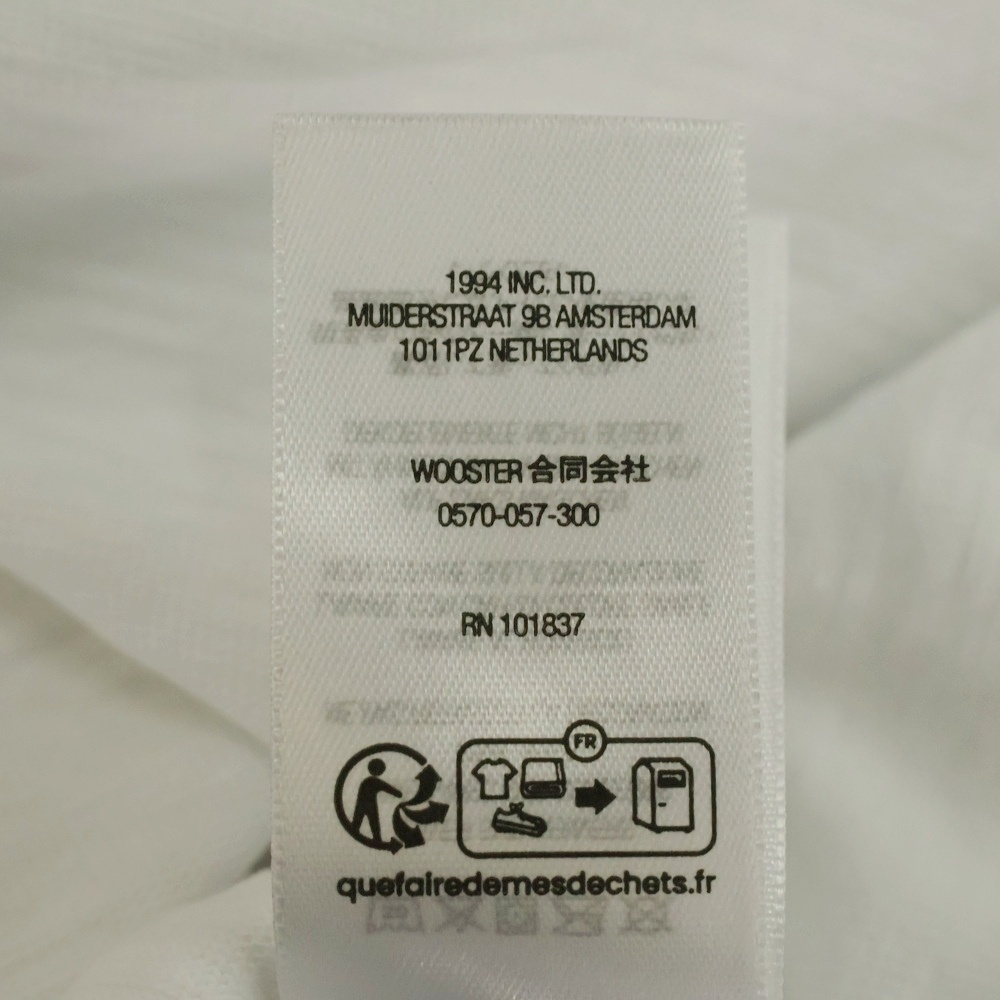 1994 INC. LTD.
MUIDERSTRAAT 9B AMSTERDAM
1011PZ NETHERLANDS
WOOSTER 合同会社
0570-057-300
RN 101837
FR
quefairedemesdechets.fr